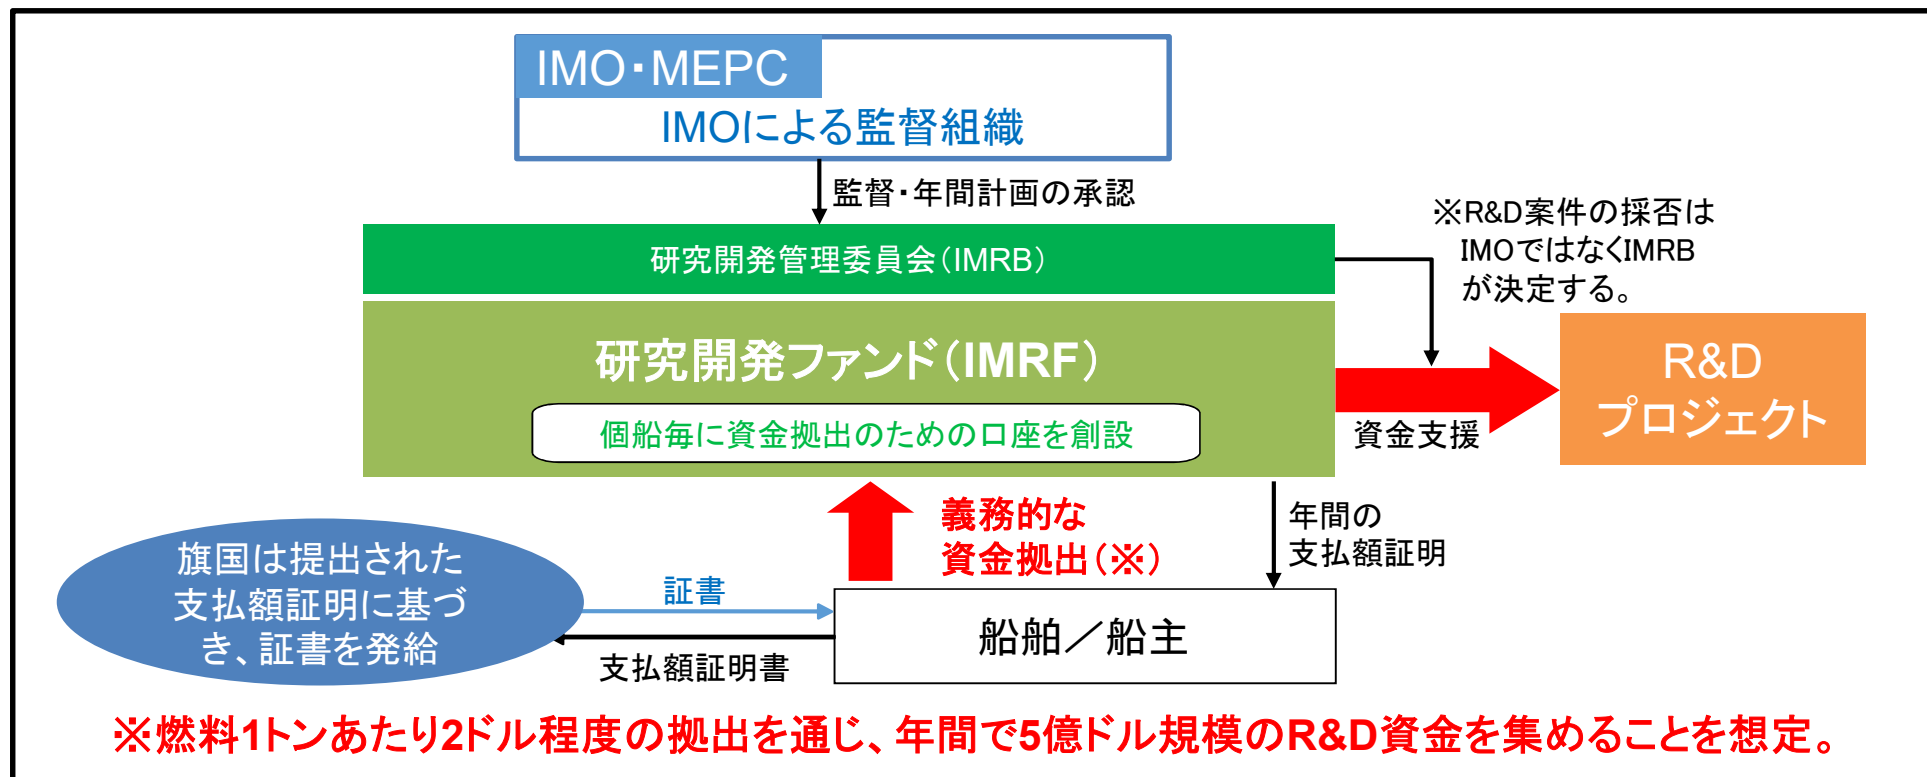 IMO・MEPC
IMOによる監督組織
監督・年間計画の承認
※R&D案件の採否は
IMOではなくIMRB
が決定する。
研究開発管理委員会（IMRB）
研究開発ファンド（IMRF）
個船毎に資金拠出のための口座を創設
資金支援
R&D
プロジェクト
義務的な
資金拠出（※）
年間の
支払額証明
旗国は提出された
支払額証明に基づ
き、証書を発給
証書
支払額証明書
船舶／船主
※燃料1トンあたり2ドル程度の拠出を通じ、年間で5億ドル規模のR&D資金を集めることを想定。